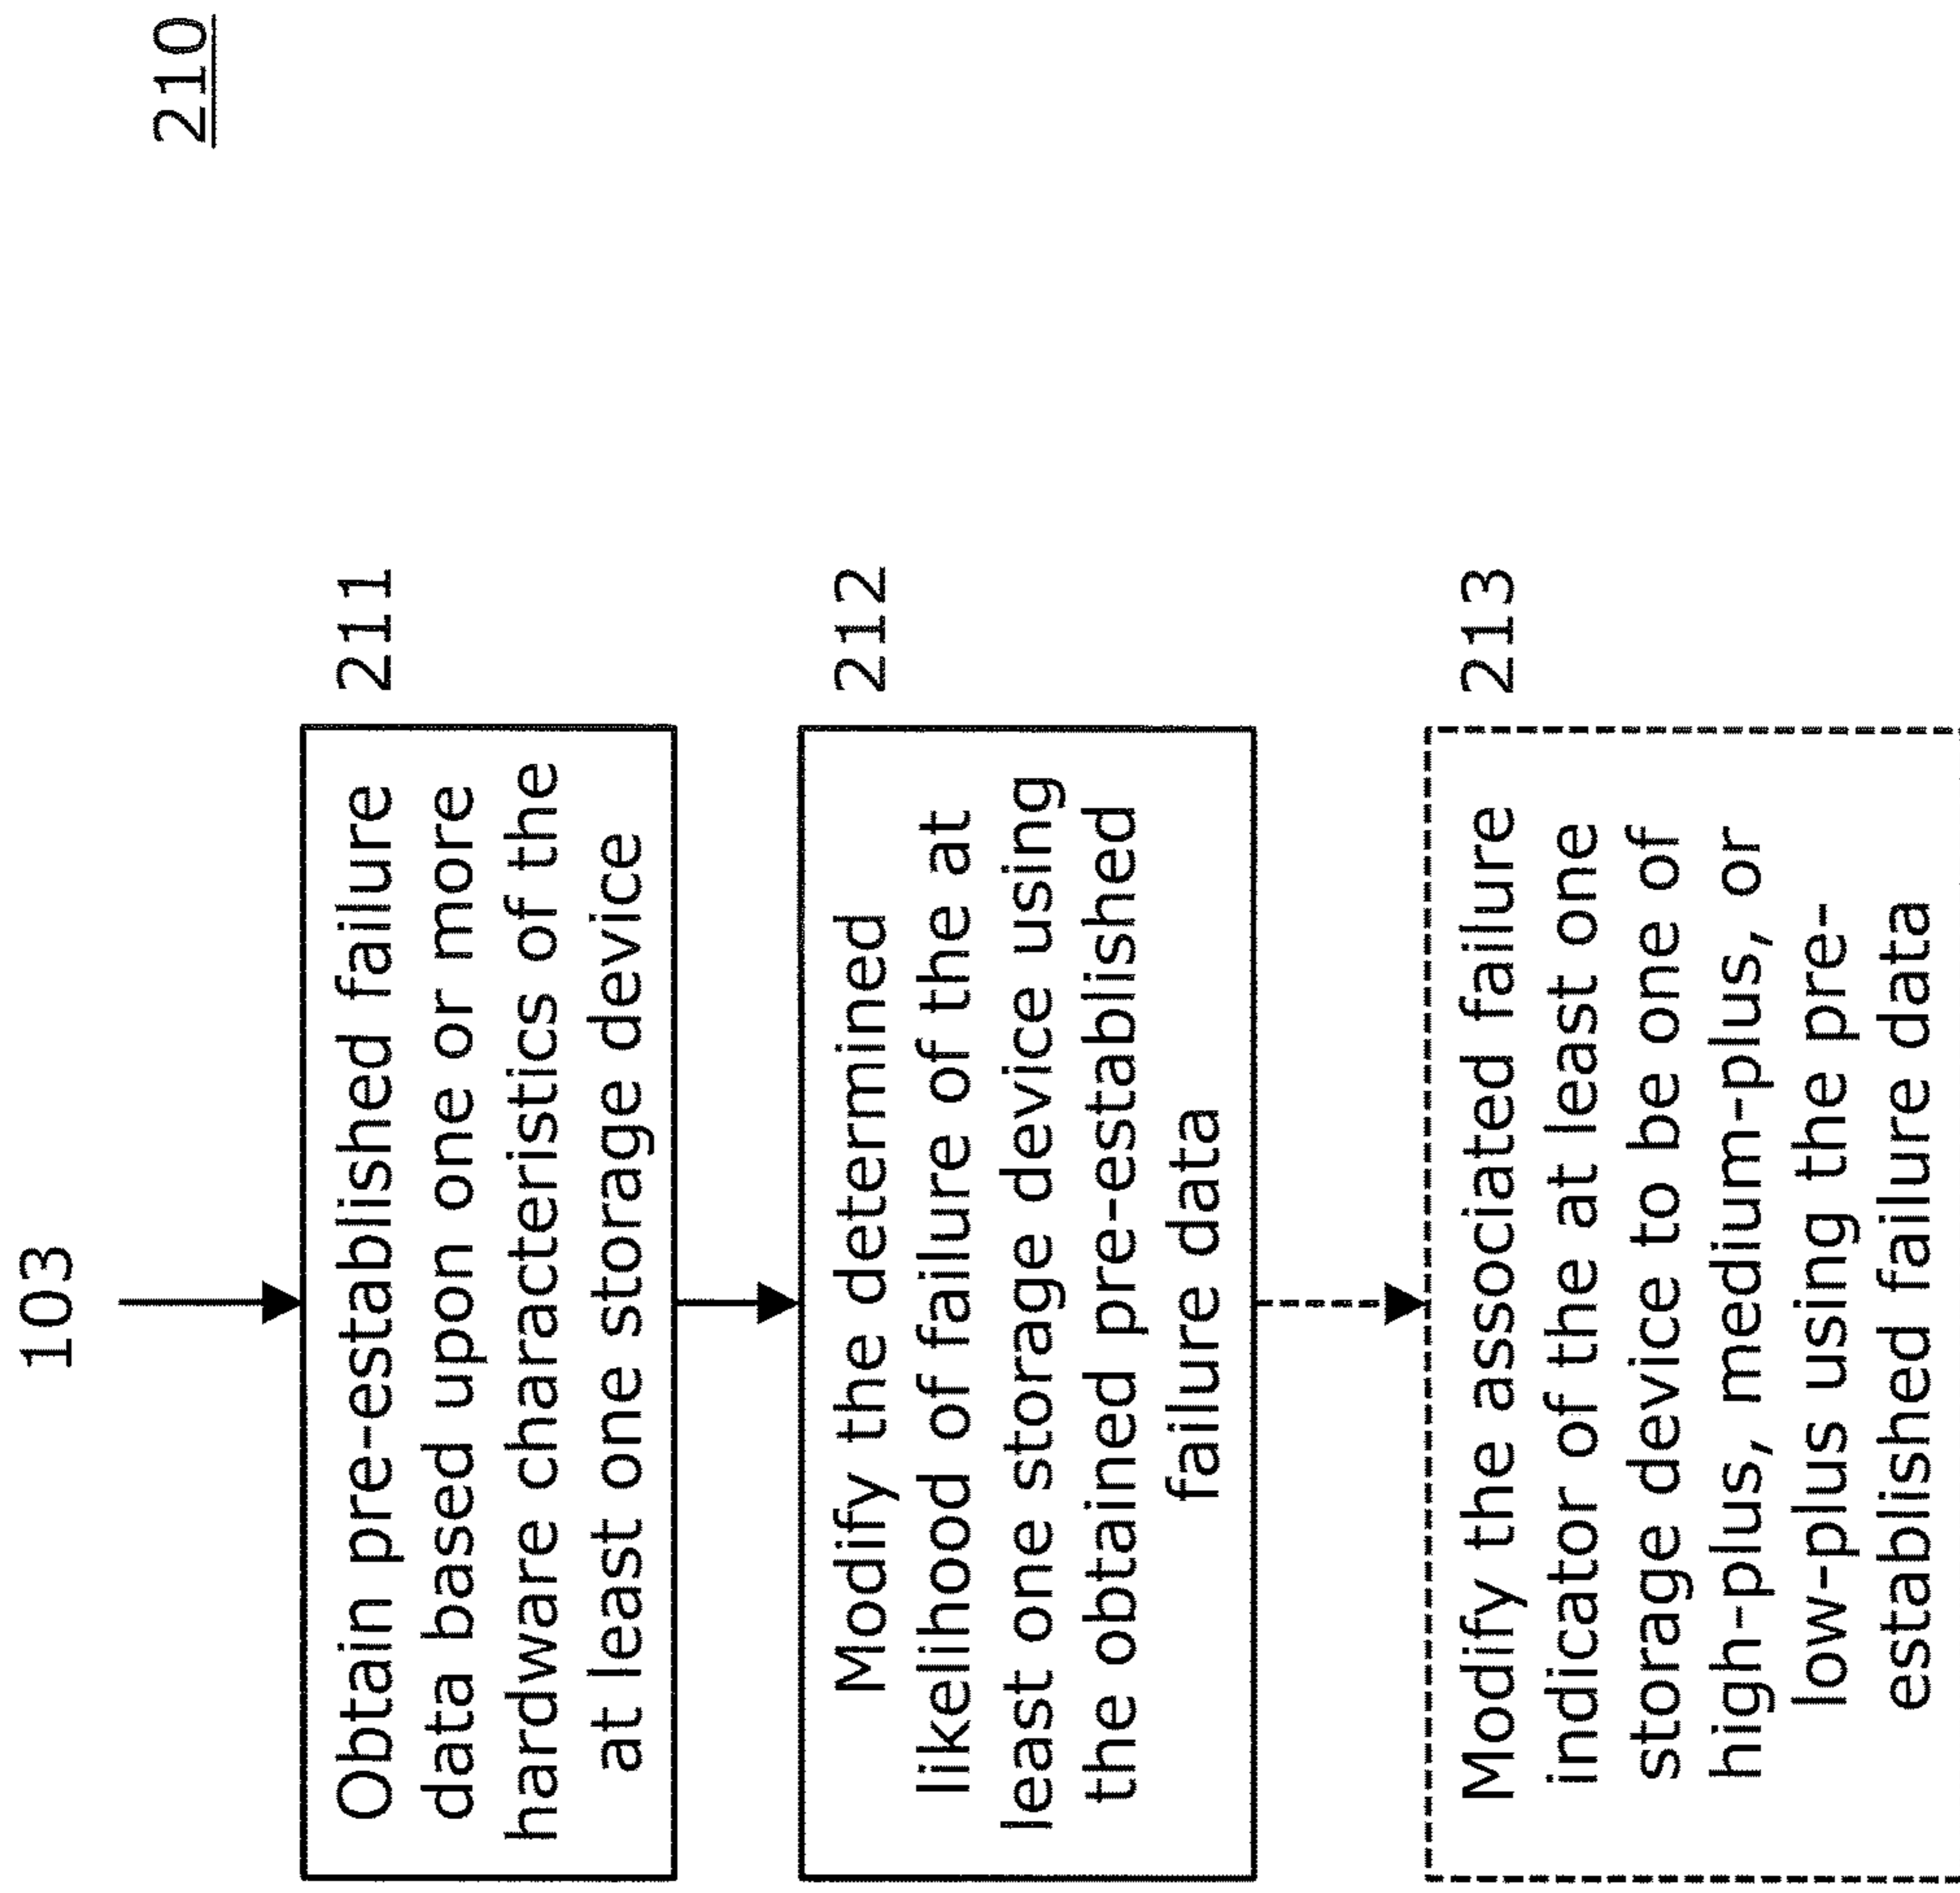 210
103
211
Obtain pre-established failure
data based upon one or more
hardware characteristics of the
at least one storage device
212
Modify the determined
likelihood of failure of the at
least one storage device using
the obtained pre-established
failure data
213
Modify the associated failure
indicator of the at least one
storage device to be one of
high-plus, medium-plus, or
low-plus using the pre-
established failure data